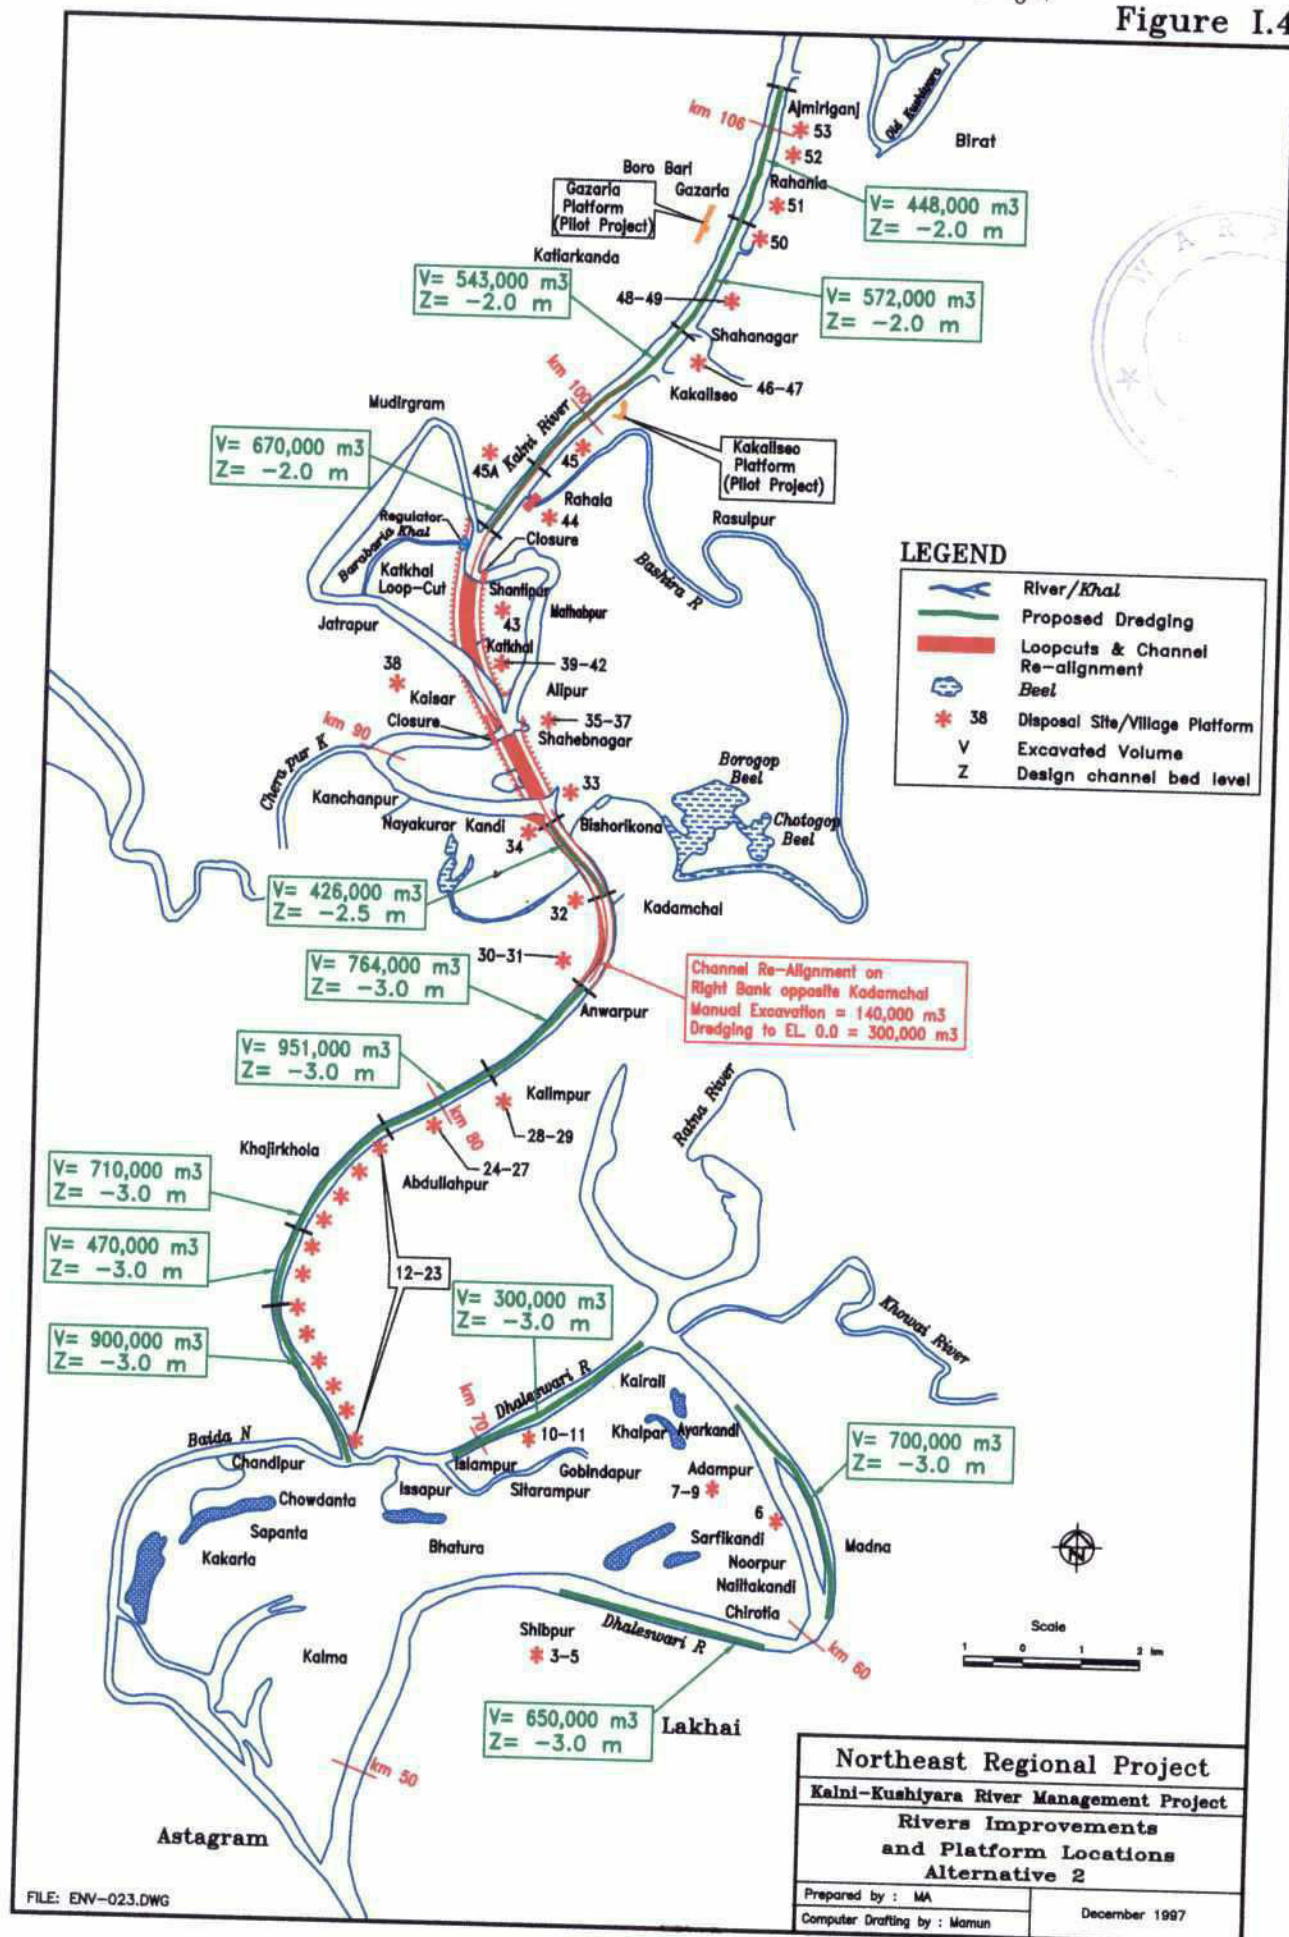 Figure I.4
Old Kushiyara
Birat
Ajmiriganj
km 106
53
52
Boro Bari
Gazaria
Rahania
51
50
Gazaria
Platform
(Pilot Project)
V= 448,000 m3
Z= -2.0 m
Katiarkanda
V= 543,000 m3
Z= -2.0 m
48-49
V= 572,000 m3
Z= -2.0 m
Shahanagar
46-47
Kakailseo
km 100
Kalni River
Mudirgram
V= 670,000 m3
Z= -2.0 m
45A
45
Kakailseo
Platform
(Pilot Project)
Rahala
44
Rasulpur
Regulator
Closure
Barabaria Khal
Bashira R
Katkhal
Loop-Cut
Shantipur
Mathabpur
43
Jatrapur
Katkhal
39-42
38
Kaisar
Alipur
35-37
Closure
Shahebnagar
km 90
Cherapur K
33
Kanchanpur
Nayakurar Kandi
34
Bishorikona
Borogop
Beel
Chotogop
Beel
LEGEND
River/Khal
Proposed Dredging
Loopcuts & Channel
Re-alignment
Beel
38 Disposal Site/Village Platform
V Excavated Volume
Z Design channel bed level
V= 426,000 m3
Z= -2.5 m
32
Kadamchal
30-31
V= 764,000 m3
Z= -3.0 m
Channel Re-Alignment on
Right Bank opposite Kadamchal
Manual Excavation = 140,000 m3
Dredging to EL. 0.0 = 300,000 m3
Anwarpur
V= 951,000 m3
Z= -3.0 m
Kalimpur
28-29
km 80
24-27
Abdullahpur
Khajirkhola
Ratna River
V= 710,000 m3
Z= -3.0 m
V= 470,000 m3
Z= -3.0 m
12-23
V= 300,000 m3
Z= -3.0 m
V= 900,000 m3
Z= -3.0 m
Khowai River
Dhaleswari R
Kairail
km 70
10-11
Khalpar
Ayarkandi
V= 700,000 m3
Z= -3.0 m
Baida N
Chandipur
Islampur
Gobindapur
Sitarampur
Issapur
Adampur
7-9
6
Chowdanta
Sapanta
Kakaria
Bhatura
Sarfikandi
Noorpur
Nailtakandi
Chirotia
Madna
N
Shibpur
3-5
Dhaleswari R
km 60
Scale
1 0 1 2 km
Kalma
V= 650,000 m3
Z= -3.0 m
Lakhai
km 50
Astagram
Northeast Regional Project
Kalni-Kushiyara River Management Project
Rivers Improvements
and Platform Locations
Alternative 2
Prepared by : MA
Computer Drafting by : Mamun
December 1997
FILE: ENV-023.DWG